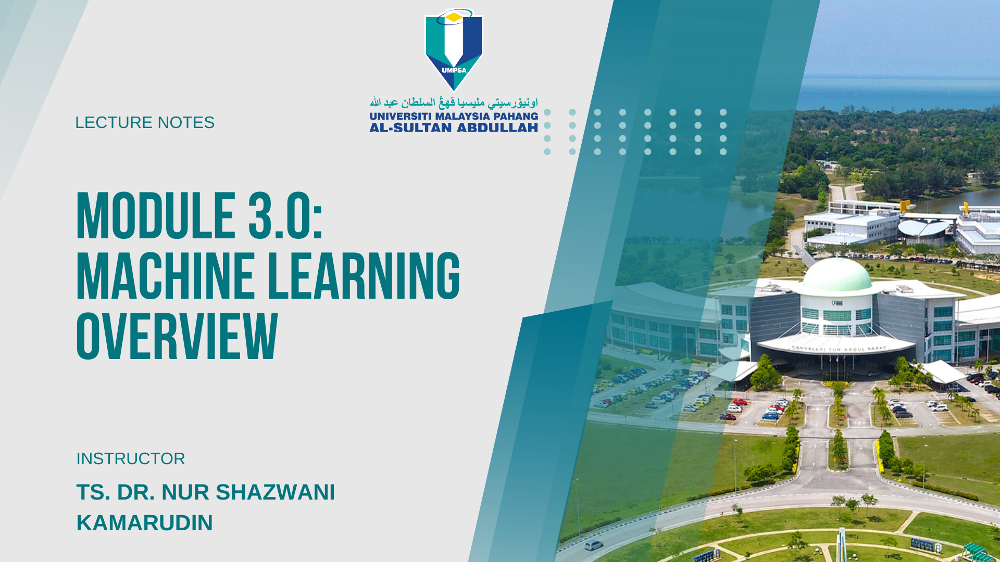 UMPSA
اونيۏرسيتي مليسيا ڤهڠ السلطان عبد الله
UNIVERSITI MALAYSIA PAHANG
AL-SULTAN ABDULLAH
LECTURE NOTES
MODULE 3.0:
MACHINE LEARNING
OVERVIEW
INSTRUCTOR
TS. DR. NUR SHAZWANI
KAMARUDIN
CANSELERI TUN ABDUL RAZAK